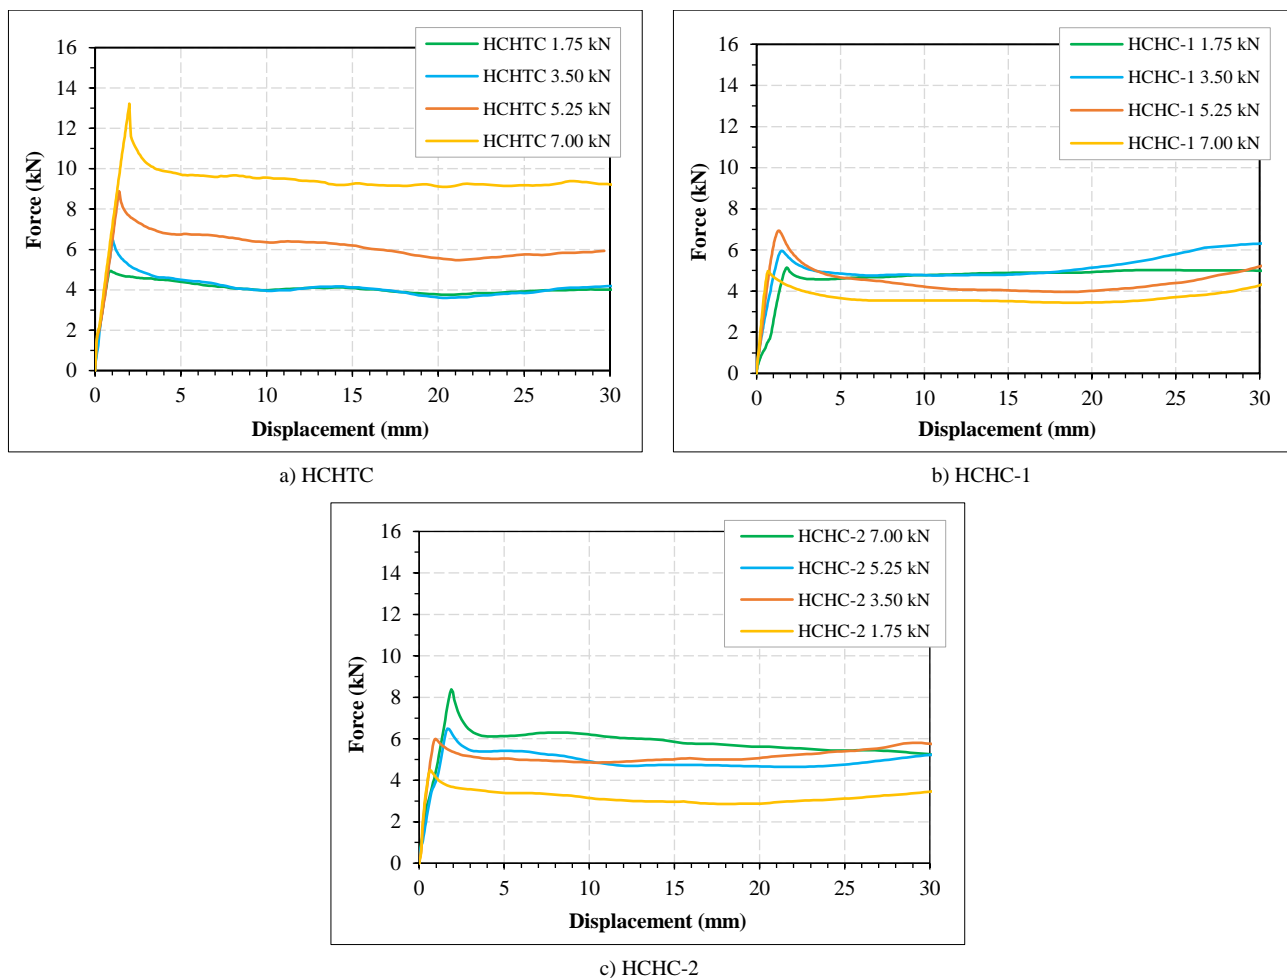 HCHTC 1.75 kN
HCHTC 3.50 kN
HCHTC 5.25 kN
HCHTC 7.00 kN
16
14
12
10
8
6
4
2
0
Force (kN)
0 5 10 15 20 25 30
Displacement (mm)
a) HCHTC
HCHC-1 1.75 kN
HCHC-1 3.50 kN
HCHC-1 5.25 kN
HCHC-1 7.00 kN
16
14
12
10
8
6
4
2
0
Force (kN)
0 5 10 15 20 25 30
Displacement (mm)
b) HCHC-1
HCHC-2 7.00 kN
HCHC-2 5.25 kN
HCHC-2 3.50 kN
HCHC-2 1.75 kN
16
14
12
10
8
6
4
2
0
Force (kN)
0 5 10 15 20 25 30
Displacement (mm)
c) HCHC-2